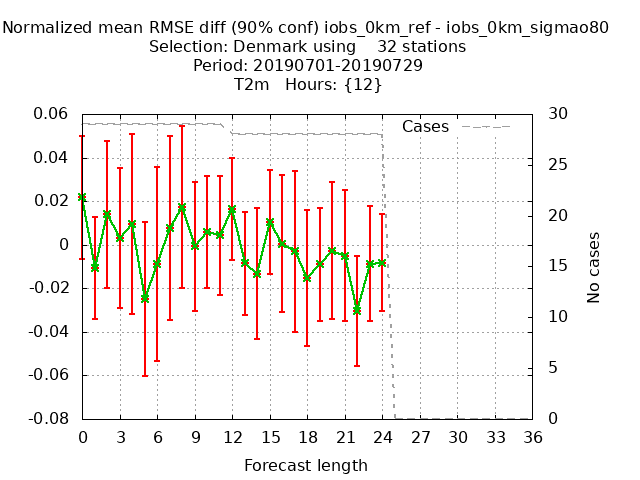 Normalized mean RMSE diff (90% conf) iobs_0km_ref - iobs_0km_sigmao80
Selection: Denmark using    32 stations
Period: 20190701-20190729
T2m   Hours: {12}
Cases
0.06
0.04
0.02
0
-0.02
-0.04
-0.06
-0.08
30
25
20
15
10
5
0
No cases
0 3 6 9 12 15 18 21 24 27 30 33 36
Forecast length